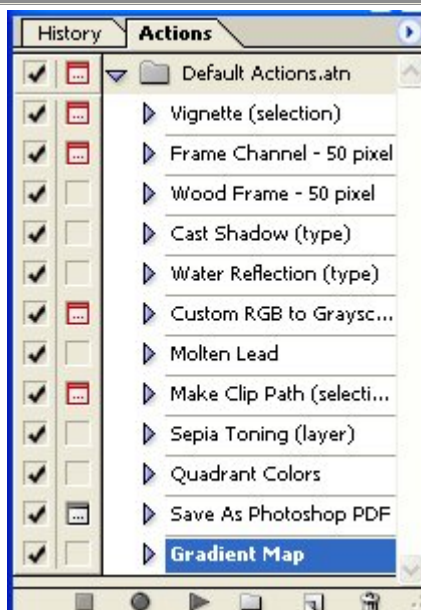 History
Actions
Default Actions.atn
Vignette (selection)
Frame Channel - 50 pixel
Wood Frame - 50 pixel
Cast Shadow (type)
Water Reflection (type)
Custom RGB to Graysc...
Molten Lead
Make Clip Path (selecti...
Sepia Toning (layer)
Quadrant Colors
Save As Photoshop PDF
Gradient Map